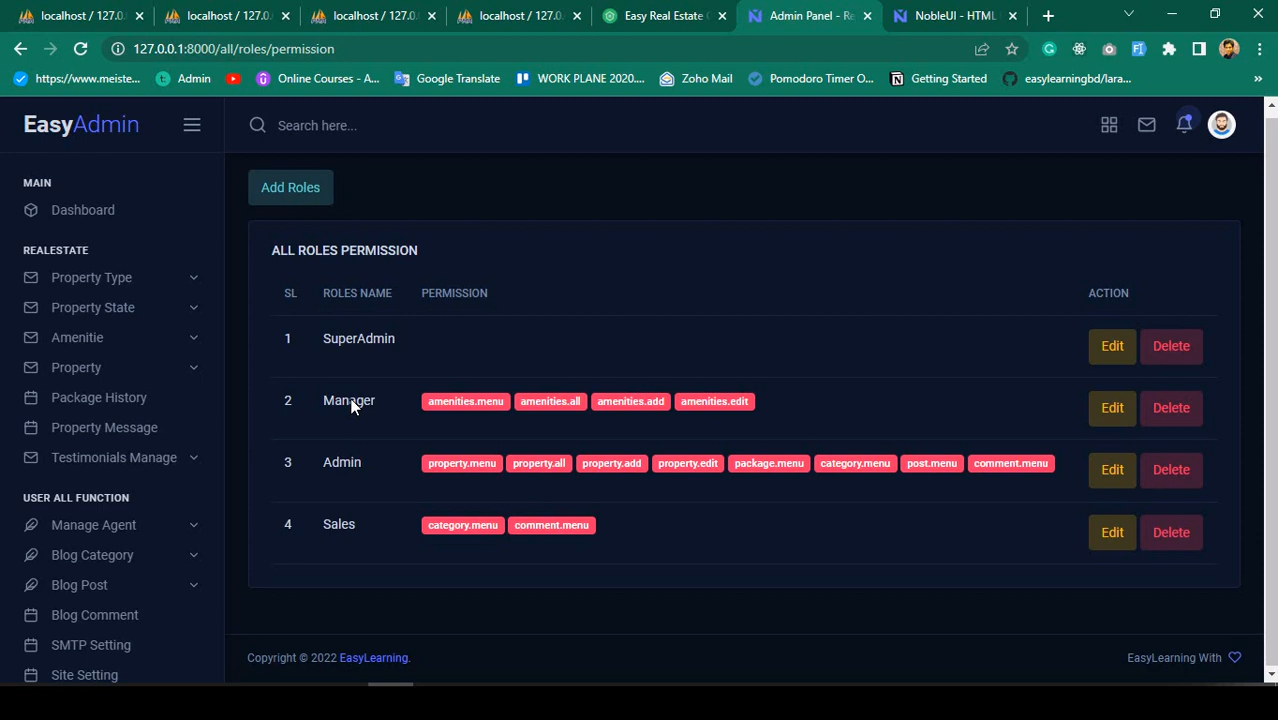 localhost / 127.0.
localhost / 127.0.
localhost / 127.0.
localhost / 127.0.
Easy Real Estate C
Admin Panel - Re
NobleUI - HTML
127.0.0.1:8000/all/roles/permission
https://www.meiste...
Admin
Online Courses - A...
Google Translate
WORK PLANE 2020....
Zoho Mail
Pomodoro Timer O...
Getting Started
easylearningbd/lara...
»
EasyAdmin
Search here...
MAIN
Dashboard
REALESTATE
Property Type
Property State
Amenitie
Property
Package History
Property Message
Testimonials Manage
USER ALL FUNCTION
Manage Agent
Blog Category
Blog Post
Blog Comment
SMTP Setting
Site Setting
Add Roles
ALL ROLES PERMISSION
SL ROLES NAME PERMISSION ACTION
1 SuperAdmin Edit Delete
2 Manager amenities.menu amenities.all amenities.add amenities.edit Edit Delete
3 Admin property.menu property.all property.add property.edit package.menu category.menu post.menu comment.menu Edit Delete
4 Sales category.menu comment.menu Edit Delete
Copyright © 2022 EasyLearning.
EasyLearning With